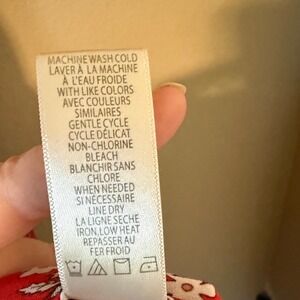 MACHINE WASH COLD
LAVER À LA MACHINE
À L'EAU FROIDE
WITH LIKE COLORS
AVEC COULEURS
SIMILAIRES
GENTLE CYCLE
CYCLE DÉLICAT
NON-CHLORINE
BLEACH
BLANCHIR SANS
CHLORE
WHEN NEEDED
SI NÉCESSAIRE
LINE DRY
LA LIGNE SÈCHE
IRON, LOW HEAT
REPASSER AU
FER FROID